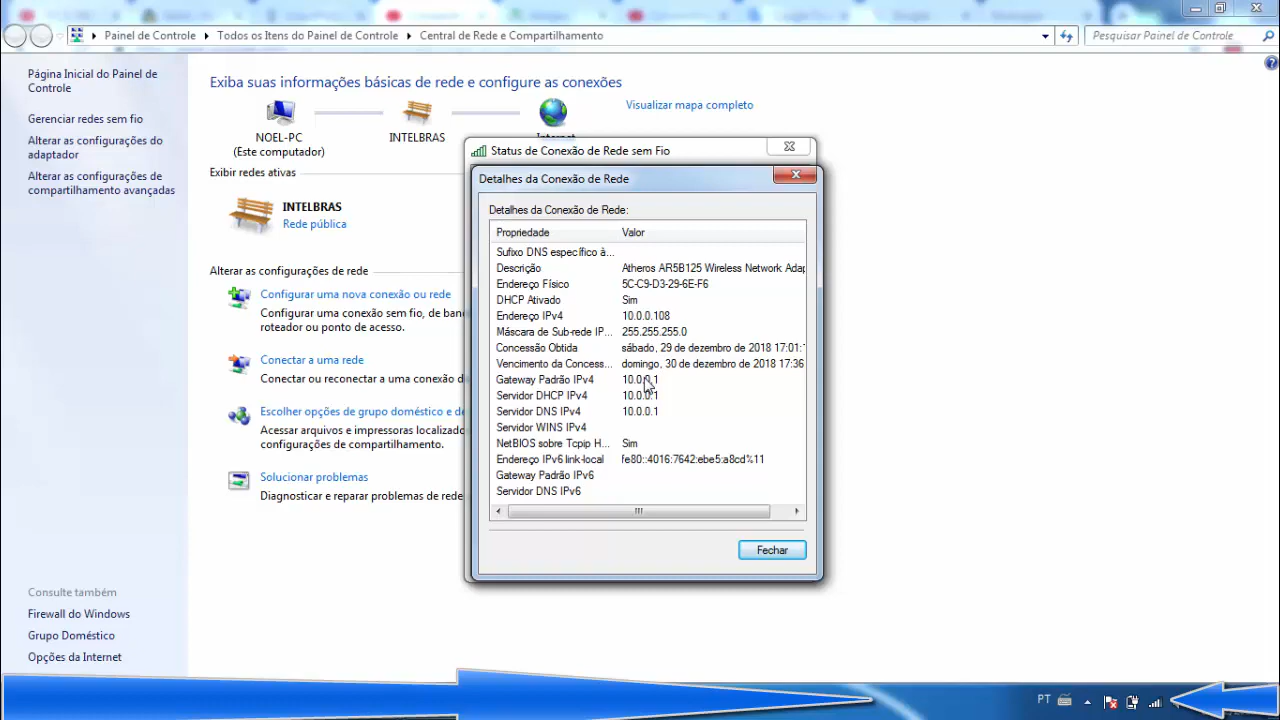 Painel de Controle
Todos os Itens do Painel de Controle
Central de Rede e Compartilhamento
Pesquisar Painel de Controle
Página Inicial do Painel de
Controle
Gerenciar redes sem fio
Alterar as configurações do
adaptador
Alterar as configurações de
compartilhamento avançadas
Exiba suas informações básicas de rede e configure as conexões
Visualizar mapa completo
NOEL-PC
(Este computador)
INTELBRAS
Internet
Exibir redes ativas
INTELBRAS
Rede pública
Alterar as configurações de rede
Configurar uma nova conexão ou rede
Configurar uma conexão sem fio, de ban
roteador ou ponto de acesso.
Conectar a uma rede
Conectar ou reconectar a uma conexão d
Escolher opções de grupo doméstico e de
Acessar arquivos e impressoras localizado
configurações de compartilhamento.
Solucionar problemas
Diagnosticar e reparar problemas de rede
Status de Conexão de Rede sem Fio
Detalhes da Conexão de Rede
Detalhes da Conexão de Rede:
Propriedade Valor
Sufixo DNS específico à...
Descrição Atheros AR5B125 Wireless Network Adap
Endereço Físico 5C-C9-D3-29-6E-F6
DHCP Ativado Sim
Endereço IPv4 10.0.0.108
Máscara de Sub-rede IP... 255.255.255.0
Concessão Obtida sábado, 29 de dezembro de 2018 17:01:
Vencimento da Concess... domingo, 30 de dezembro de 2018 17:36
Gateway Padrão IPv4 10.0.0.1
Servidor DHCP IPv4 10.0.0.1
Servidor DNS IPv4 10.0.0.1
Servidor WINS IPv4
NetBIOS sobre Tcpip H... Sim
Endereço IPv6 link-local fe80::4016:7642:ebe5:a8cd%11
Gateway Padrão IPv6
Servidor DNS IPv6
Fechar
Consulte também
Firewall do Windows
Grupo Doméstico
Opções da Internet
PT